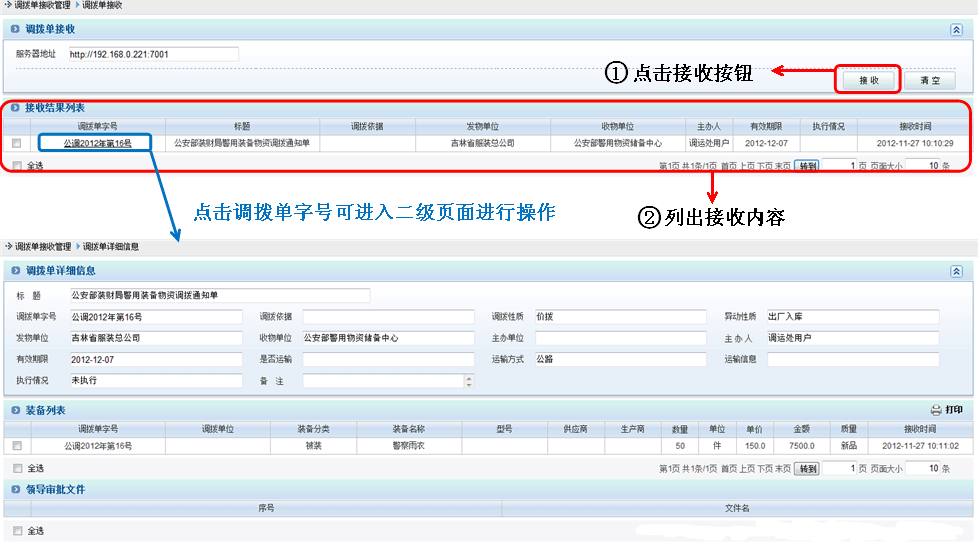 调拨单接收管理 调拨单接收
调拨单接收
服务器地址 http://192.168.0.221:7001
①点击接收按钮 接 收 清 空
接收结果列表
调拨单字号 标题 调拨依据 发物单位 收物单位 主办人 有效期限 执行情况 接收时间
公调2012年第16号 公安部装财局警用装备物资调拨通知单 吉林省服装总公司 公安部警用物资储备中心 调运处用户 2012-12-07 2012-11-27 10:10:29
全选 第1页 共1条/1页 首页 上页 下页 末页 转到 1 页 页面大小 10 条
点击调拨单字号可进入二级页面进行操作 ②列出接收内容
调拨单接收管理 调拨单详细信息
调拨单详细信息
标 题 公安部装财局警用装备物资调拨通知单
调拨单字号 公调2012年第16号 调拨依据 调拨性质 价拨 异动性质 出厂入库
发物单位 吉林省服装总公司 收物单位 公安部警用物资储备中心 主办单位 主 办 人 调运处用户
有效期限 2012-12-07 是否运输 运输方式 公路 运输信息
执行情况 未执行 备 注
装备列表 打印
调拨单字号 调拨单位 装备分类 装备名称 型号 供应商 生产商 数量 单位 单价 金额 质量 接收时间
公调2012年第16号 被装 警察雨衣 50 件 150.0 7500.0 新品 2012-11-27 10:11:02
全选 第1页 共1条/1页 首页 上页 下页 末页 转到 1 页 页面大小 10 条
领导审批文件
序号 文件名
全选